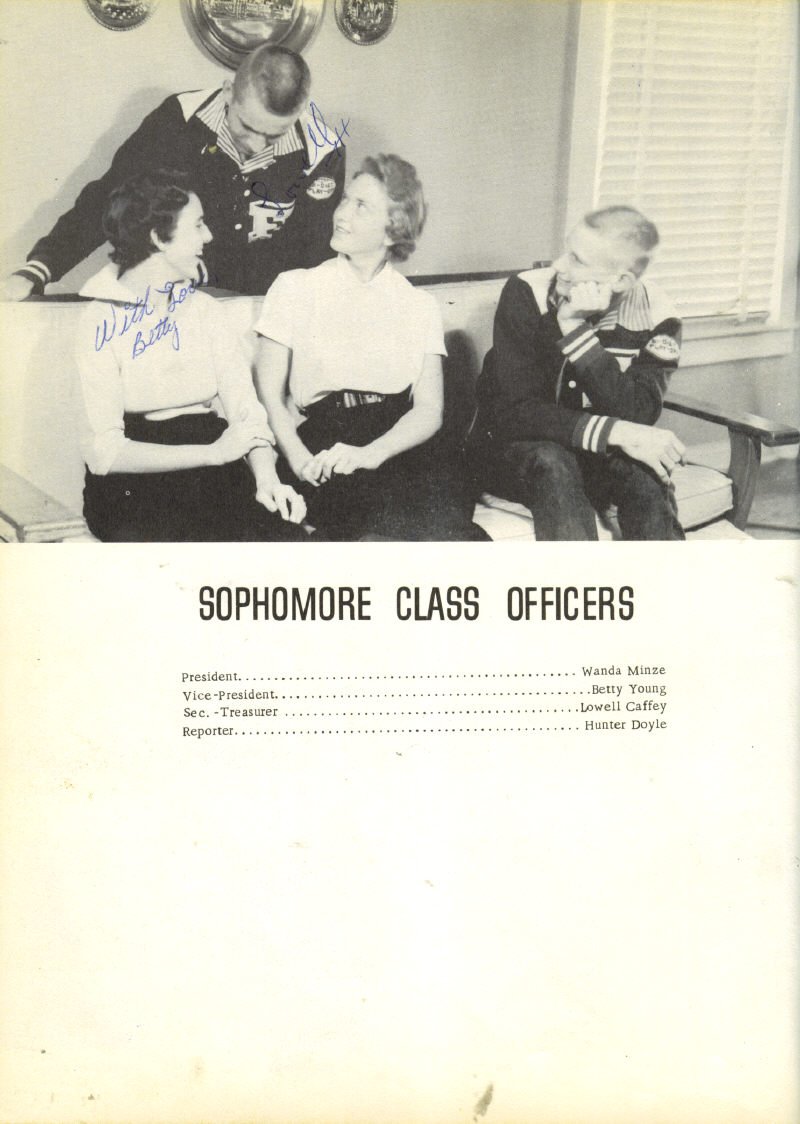 With Love,
Betty
SOPHOMORE CLASS OFFICERS
President............................................... Wanda Minze
Vice-President............................................Betty Young
Sec. -Treasurer .........................................Lowell Caffey
Reporter................................................ Hunter Doyle